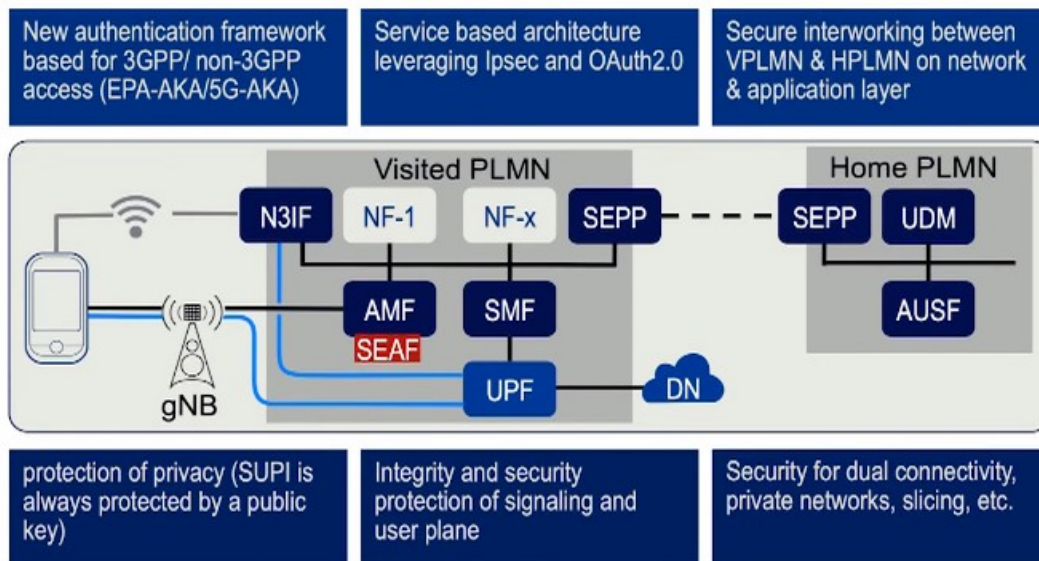 New authentication framework
based for 3GPP/ non-3GPP
access (EPA-AKA/5G-AKA)
Service based architecture
leveraging Ipsec and OAuth2.0
Secure interworking between
VPLMN & HPLMN on network
& application layer
Visited PLMN
Home PLMN
N3IF
NF-1
NF-x
SEPP
SEPP
UDM
AMF
SMF
AUSF
SEAF
UPF
DN
gNB
protection of privacy (SUPI is
always protected by a public
key)
Integrity and security
protection of signaling and
user plane
Security for dual connectivity,
private networks, slicing, etc.